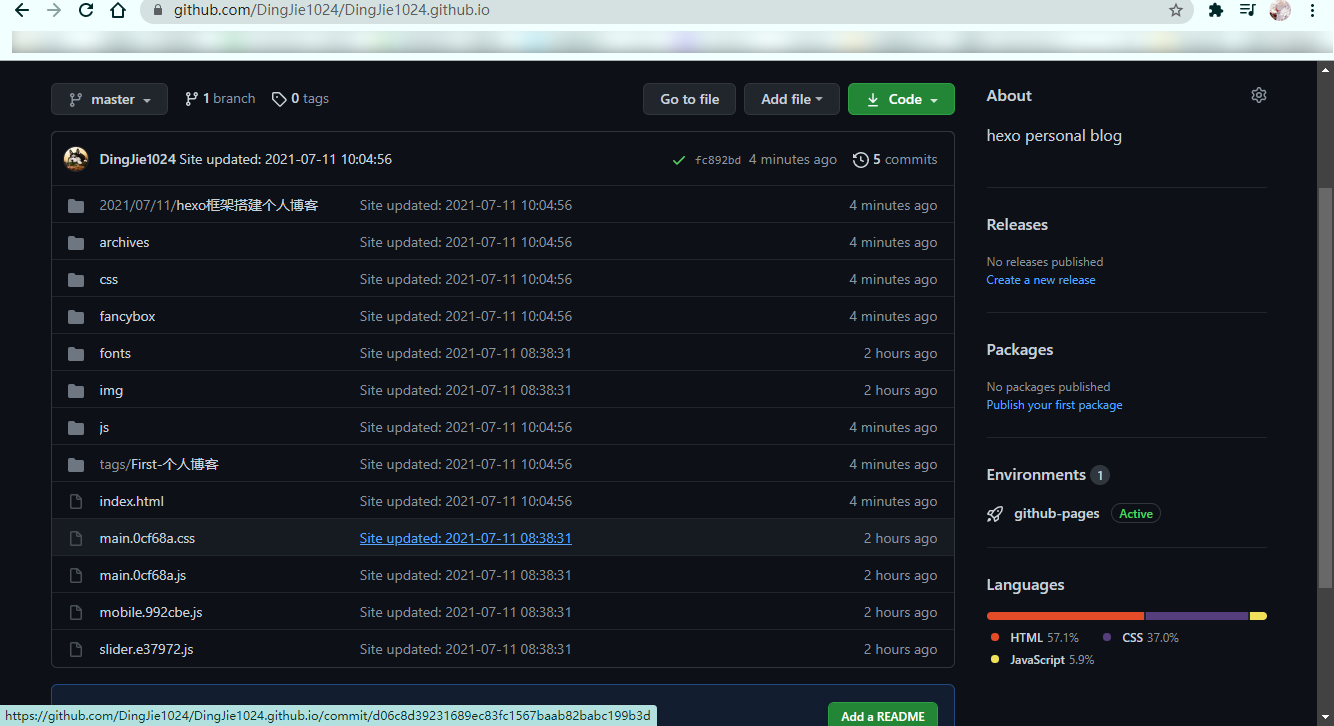 github.com/DingJie1024/DingJie1024.github.io
master 1 branch 0 tags Go to file Add file Code
DingJie1024 Site updated: 2021-07-11 10:04:56 fc892bd 4 minutes ago 5 commits
2021/07/11/hexo框架搭建个人博客 Site updated: 2021-07-11 10:04:56 4 minutes ago
archives Site updated: 2021-07-11 10:04:56 4 minutes ago
css Site updated: 2021-07-11 10:04:56 4 minutes ago
fancybox Site updated: 2021-07-11 10:04:56 4 minutes ago
fonts Site updated: 2021-07-11 08:38:31 2 hours ago
img Site updated: 2021-07-11 08:38:31 2 hours ago
js Site updated: 2021-07-11 10:04:56 4 minutes ago
tags/First-个人博客 Site updated: 2021-07-11 10:04:56 4 minutes ago
index.html Site updated: 2021-07-11 10:04:56 4 minutes ago
main.0cf68a.css Site updated: 2021-07-11 08:38:31 2 hours ago
main.0cf68a.js Site updated: 2021-07-11 08:38:31 2 hours ago
mobile.992cbe.js Site updated: 2021-07-11 08:38:31 2 hours ago
slider.e37972.js Site updated: 2021-07-11 08:38:31 2 hours ago
Add a README
About
hexo personal blog
Releases
No releases published
Create a new release
Packages
No packages published
Publish your first package
Environments 1
github-pages Active
Languages
HTML 57.1% CSS 37.0%
JavaScript 5.9%
https://github.com/DingJie1024/DingJie1024.github.io/commit/d06c8d39231689ec83fc1567baab82babc199b3d